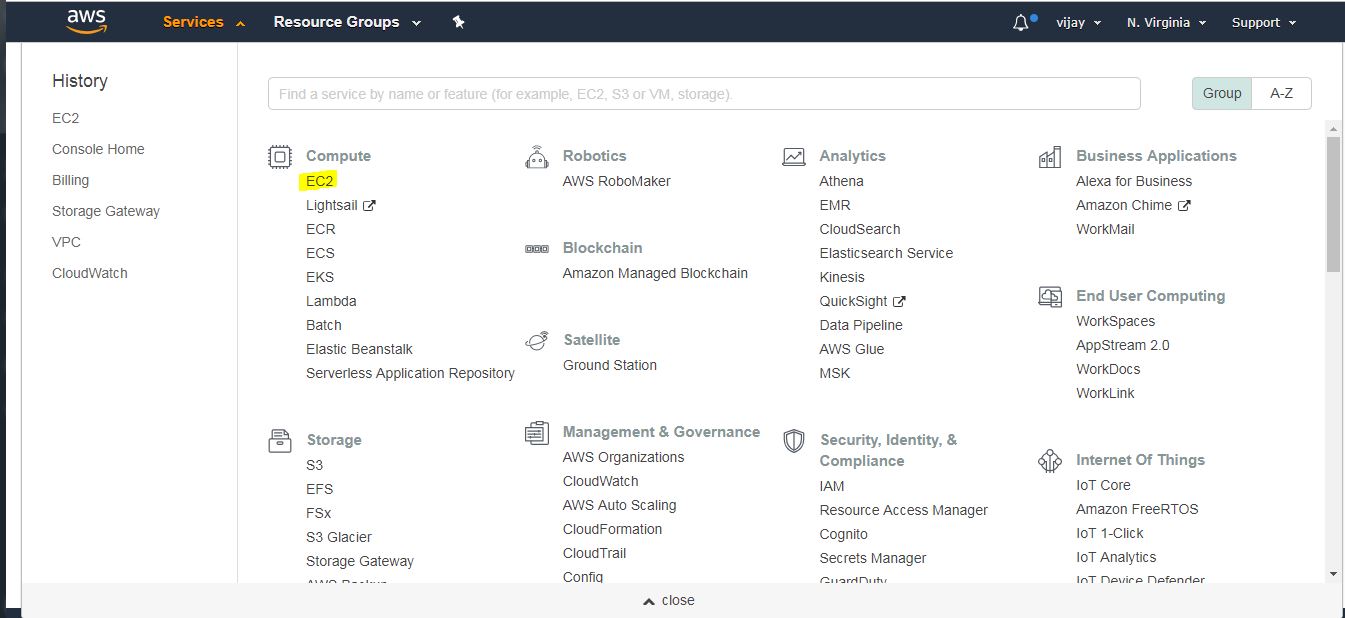 aws
Services
Resource Groups
vijay
N. Virginia
Support
History
EC2
Console Home
Billing
Storage Gateway
VPC
CloudWatch
Find a service by name or feature (for example, EC2, S3 or VM, storage).
Group
A-Z
Compute
EC2
Lightsail
ECR
ECS
EKS
Lambda
Batch
Elastic Beanstalk
Serverless Application Repository
Storage
S3
EFS
FSx
S3 Glacier
Storage Gateway
AWS Backup
Robotics
AWS RoboMaker
Blockchain
Amazon Managed Blockchain
Satellite
Ground Station
Management & Governance
AWS Organizations
CloudWatch
AWS Auto Scaling
CloudFormation
CloudTrail
Config
Analytics
Athena
EMR
CloudSearch
Elasticsearch Service
Kinesis
QuickSight
Data Pipeline
AWS Glue
MSK
Security, Identity, &
Compliance
IAM
Resource Access Manager
Cognito
Secrets Manager
GuardDuty
Business Applications
Alexa for Business
Amazon Chime
WorkMail
End User Computing
WorkSpaces
AppStream 2.0
WorkDocs
WorkLink
Internet Of Things
IoT Core
Amazon FreeRTOS
IoT 1-Click
IoT Analytics
IoT Device Defender
close